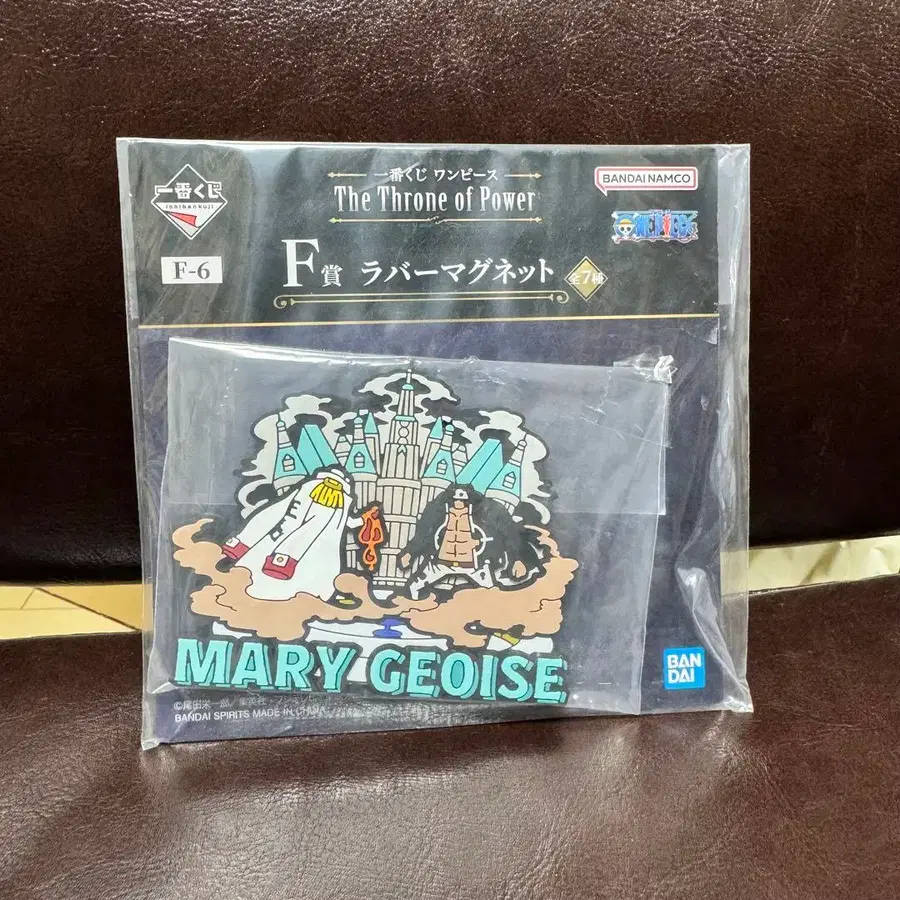 一番くじ
ichibankuji
一番くじ ワンピース
The Throne of Power
BANDAI NAMCO
ONE PIECE
F-6
F賞 ラバーマグネット
全7種
MARY GEOISE
BAN
DAI
©尾田栄一郎/集英社
BANDAI SPIRITS MADE IN CHINA